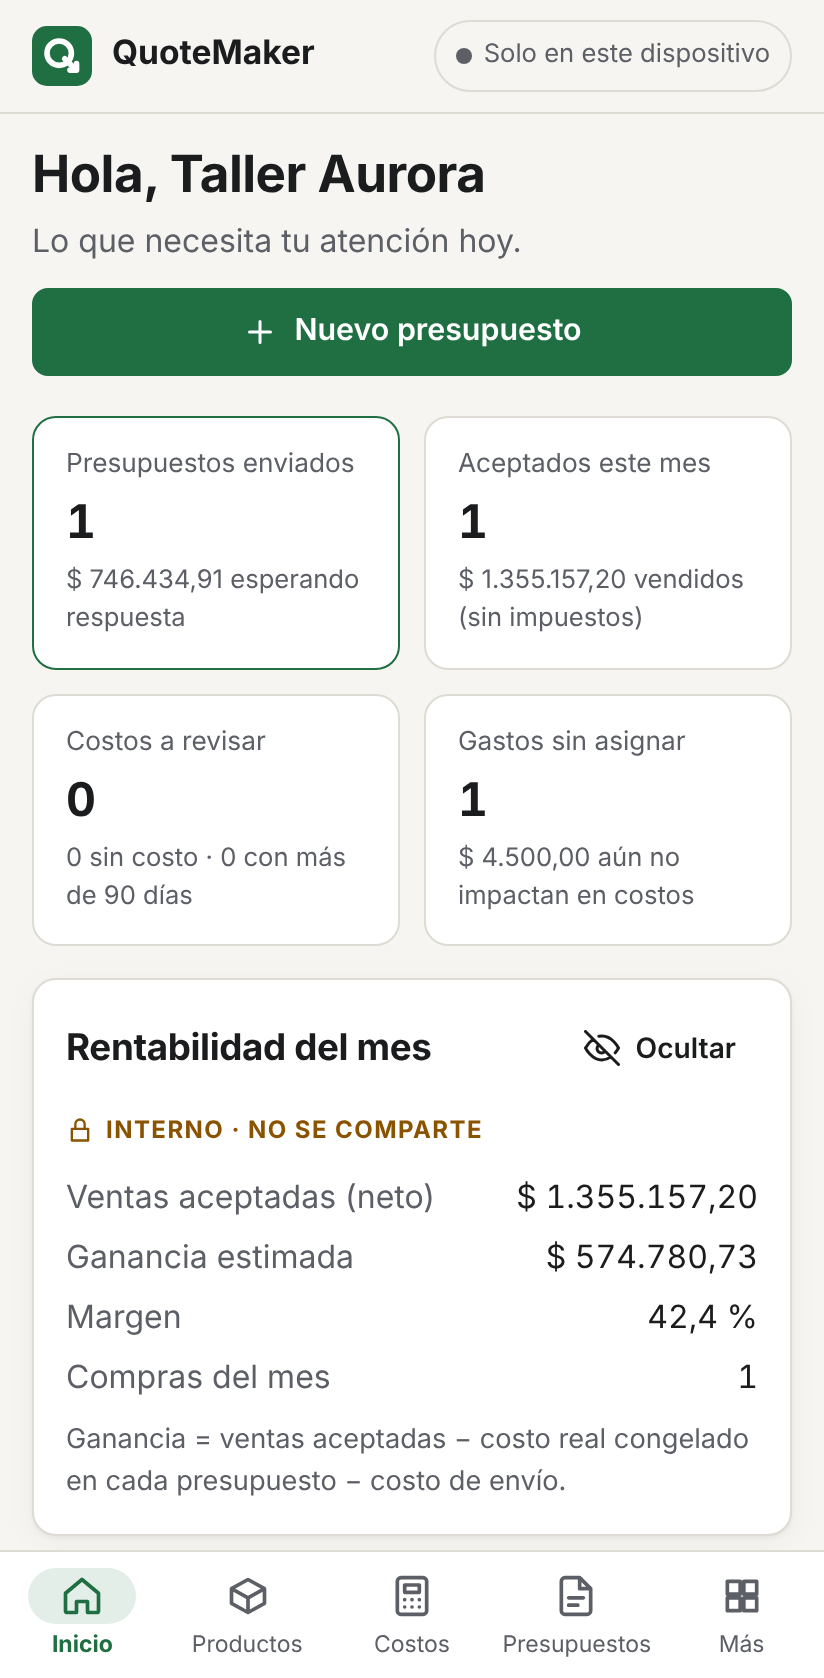 QuoteMaker
Solo en este dispositivo
Hola, Taller Aurora
Lo que necesita tu atención hoy.
Nuevo presupuesto
Presupuestos enviados
1
$ 746.434,91 esperando
respuesta
Aceptados este mes
1
$ 1.355.157,20 vendidos
(sin impuestos)
Costos a revisar
0
0 sin costo · 0 con más
de 90 días
Gastos sin asignar
1
$ 4.500,00 aún no
impactan en costos
Rentabilidad del mes
Ocultar
INTERNO · NO SE COMPARTE
Ventas aceptadas (neto) $ 1.355.157,20
Ganancia estimada $ 574.780,73
Margen 42,4 %
Compras del mes 1
Ganancia = ventas aceptadas − costo real congelado
en cada presupuesto − costo de envío.
Inicio
Productos
Costos
Presupuestos
Más